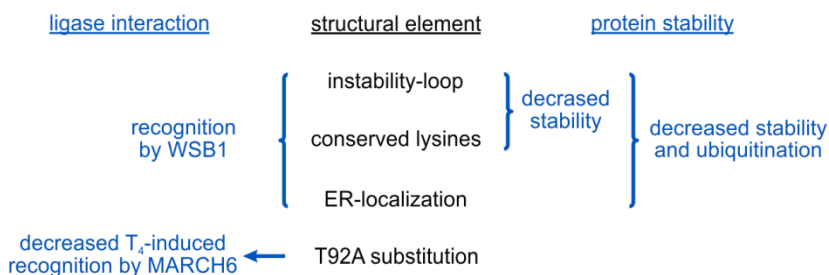 ligase interaction
structural element
protein stability
instability-loop
conserved lysines
ER-localization
T92A substitution
recognition
by WSB1
decreased T₄-induced
recognition by MARCH6
decrased
stability
decreased stability
and ubiquitination